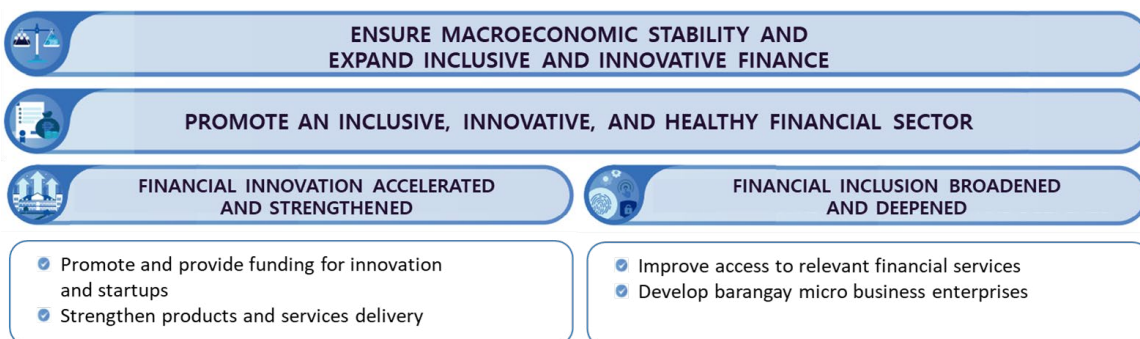 ENSURE MACROECONOMIC STABILITY AND
EXPAND INCLUSIVE AND INNOVATIVE FINANCE
PROMOTE AN INCLUSIVE, INNOVATIVE, AND HEALTHY FINANCIAL SECTOR
FINANCIAL INNOVATION ACCELERATED
AND STRENGTHENED
Promote and provide funding for innovation
and startups
Strengthen products and services delivery
FINANCIAL INCLUSION BROADENED
AND DEEPENED
Improve access to relevant financial services
Develop barangay micro business enterprises